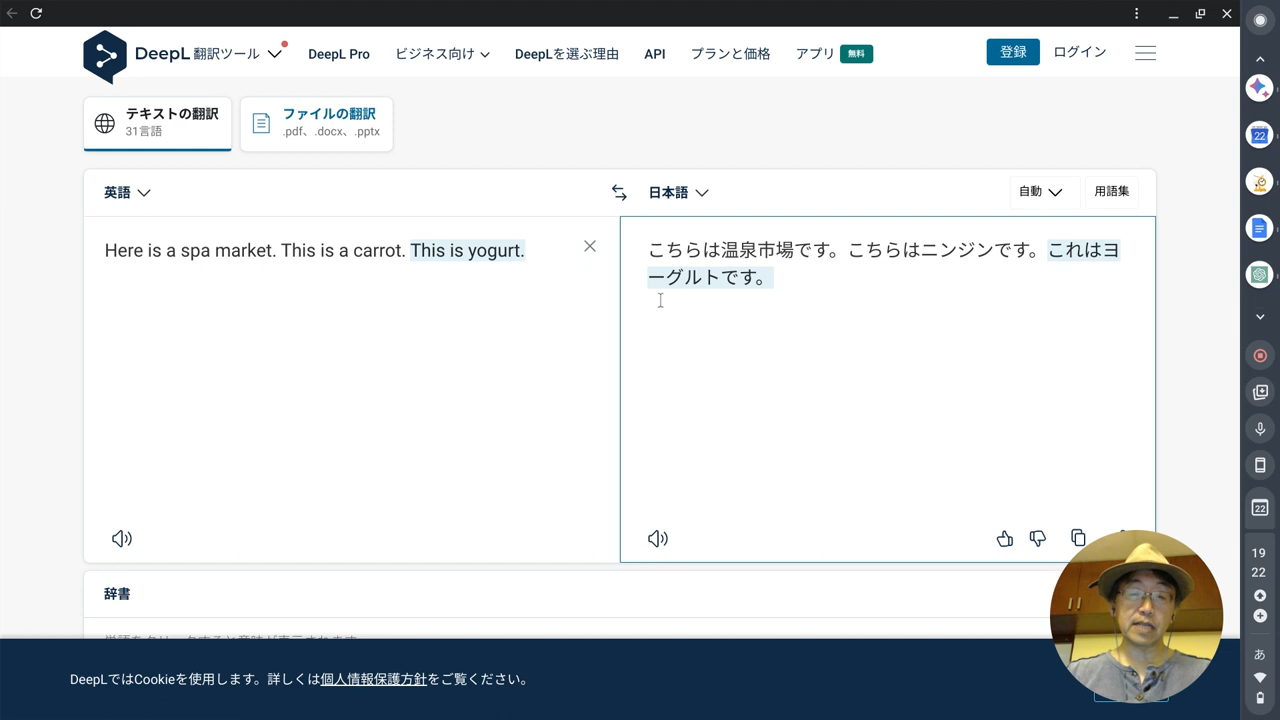 DeepL 翻訳ツール
DeepL Pro
ビジネス向け
DeepLを選ぶ理由
API
プランと価格
アプリ 無料
登録
ログイン
テキストの翻訳
31言語
ファイルの翻訳
.pdf、.docx、.pptx
英語
日本語
自動
用語集
Here is a spa market. This is a carrot. This is yogurt.
こちらは温泉市場です。こちらはニンジンです。これはヨ
ーグルトです。
辞書
DeepLではCookieを使用します。詳しくは個人情報保護方針をご覧ください。
22
22
19
22
あ